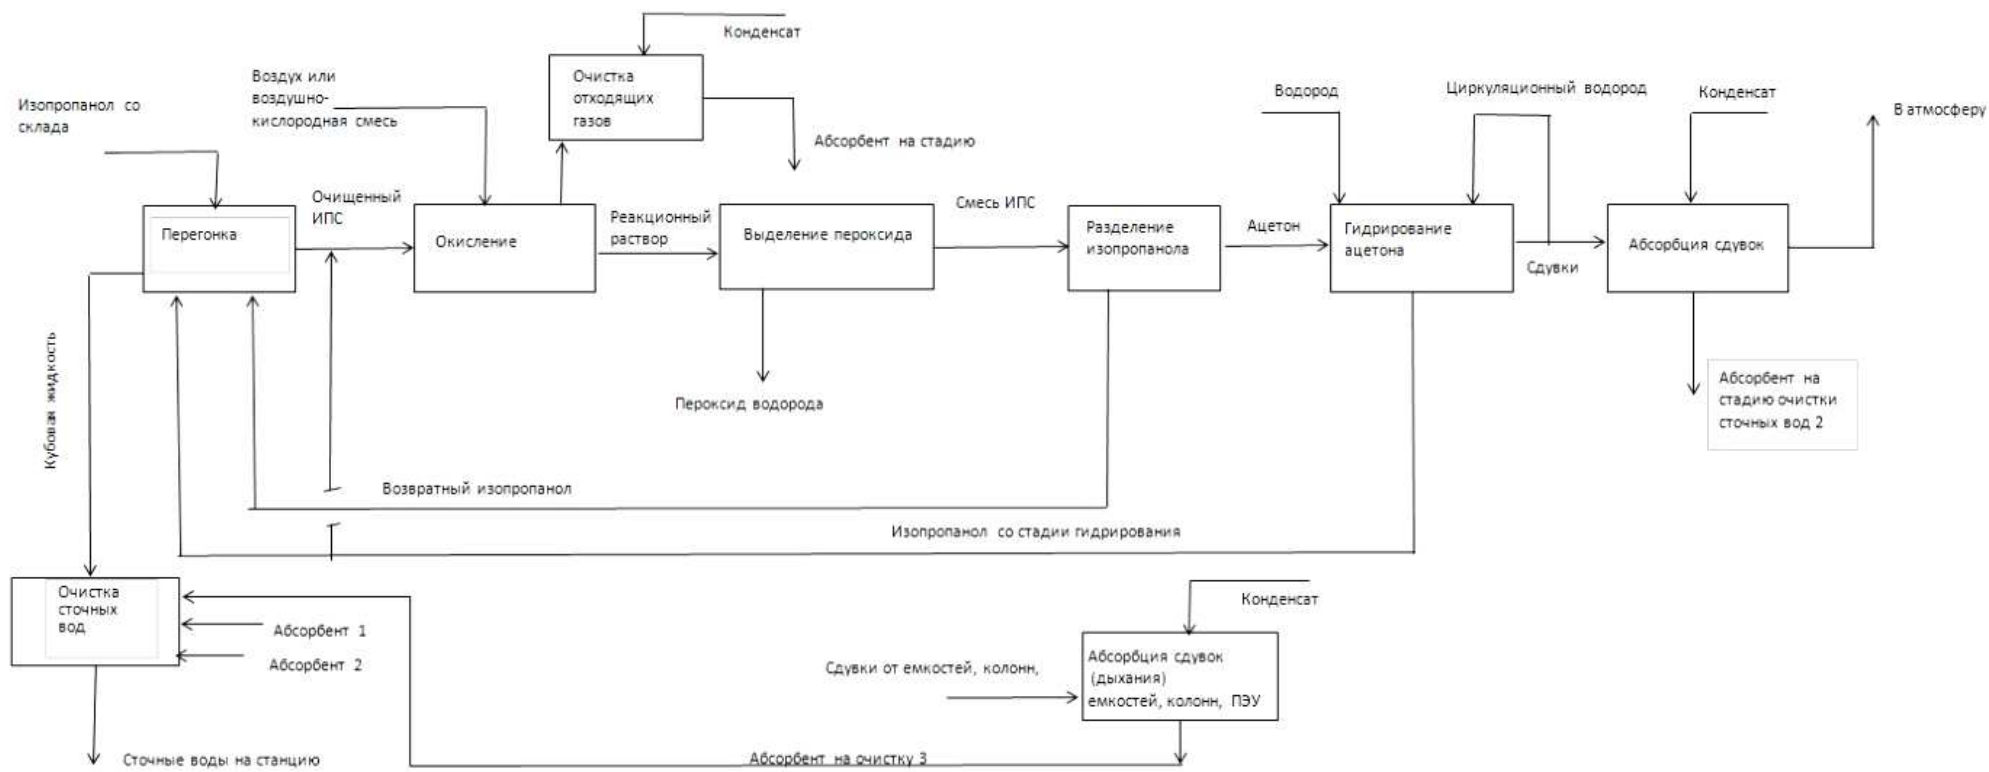 Конденсат
Воздух или
воздушно-
кислородная смесь
Очистка
отходящих
газов
Изопропанол со
склада
Водород
Циркуляционный водород
Конденсат
В атмосферу
Абсорбент на стадию
Очищенный
ИПС
Реакционный
раствор
Смесь ИПС
Ацетон
Перегонка
Окисление
Выделение пероксида
Разделение
изопропанола
Гидрирование
ацетона
Абсорбция сдувок
Сдувки
Кубовая жидкость
Пероксид водорода
Абсорбент на
стадию очистки
сточных вод 2
Возвратный изопропанол
Изопропанол со стадии гидрирования
Очистка
сточных
вод
Абсорбент 1
Абсорбент 2
Конденсат
Сдувки от емкостей, колонн,
Абсорбция сдувок
(дыхания)
емкостей, колонн, ПЭУ
Сточные воды на станцию
Абсорбент на очистку 3